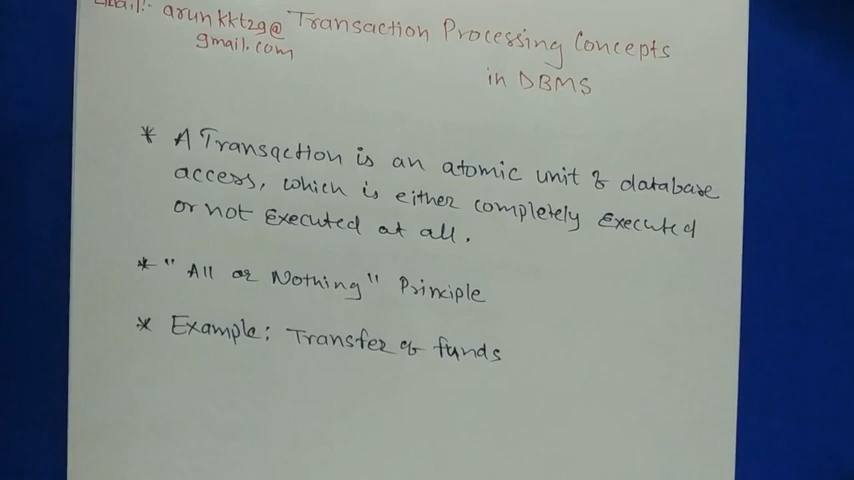 Email:- arunkktzg@
gmail.com
Transaction Processing Concepts
in DBMS
* A Transaction is an atomic unit of database
access, which is either completely executed
or not Executed at all.
* "All or Nothing" Principle
* Example: Transfer of funds